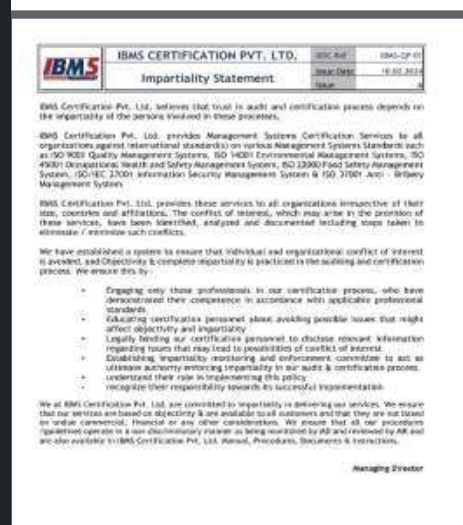 IBMS
IBMS CERTIFICATION PVT. LTD.
Impartiality Statement
DOC Ref
IBMS-QP-01
Issue Date
10.02.2024
Issue
IBMS Certification Pvt. Ltd. believes that trust in audit and certification process depends on
the impartiality of the persons involved in these processes.
IBMS Certification Pvt. Ltd. provides Management Systems Certification Services to all
organizations against international standard(s) on various Management Systems Standards such
as ISO 9001 Quality Management Systems, ISO 14001 Environmental Management Systems, ISO
45001 Occupational Health and Safety Management System, ISO 22000 Food Safety Management
System, ISO/IEC 27001 Information Security Management System & ISO 37001 Anti - Bribery
Management System.
IBMS Certification Pvt. Ltd. provides these services to all organizations irrespective of their
size, countries and affiliations. The conflict of interest, which may arise in the provision of
these services, have been identified, analyzed and documented including steps taken to
eliminate / minimize such conflicts.
We have established a system to ensure that individual and organizational conflict of interest
is avoided, and Objectivity & complete impartiality is practiced in the auditing and certification
process. We ensure this by
• Engaging only those professionals in our certification process, who have
demonstrated their competence in accordance with applicable professional
standards
• Educating certification personnel about avoiding possible issues that might
affect objectivity and impartiality
• Legally binding our certification personnel to disclose relevant information
regarding issues that may lead to possibilities of conflict of interest
• Establishing impartiality monitoring and enforcement committee to act as
ultimate authority enforcing impartiality in our audit & certification process.
• understand their role in implementing this policy
• recognize their responsibility towards its successful implementation
We at IBMS Certification Pvt. Ltd. are committed to impartiality in delivering our services. We ensure
that our services are based on objectivity & are available to all customers and that they are not based
on undue commercial, financial or any other considerations. We ensure that all our procedures
/guidelines operate in a non discriminatory manner as being monitored by AB and reviewed by AB and
are also available in IBMS Certification Pvt. Ltd. Manual, Procedures, Documents & Instructions.
Managing Director